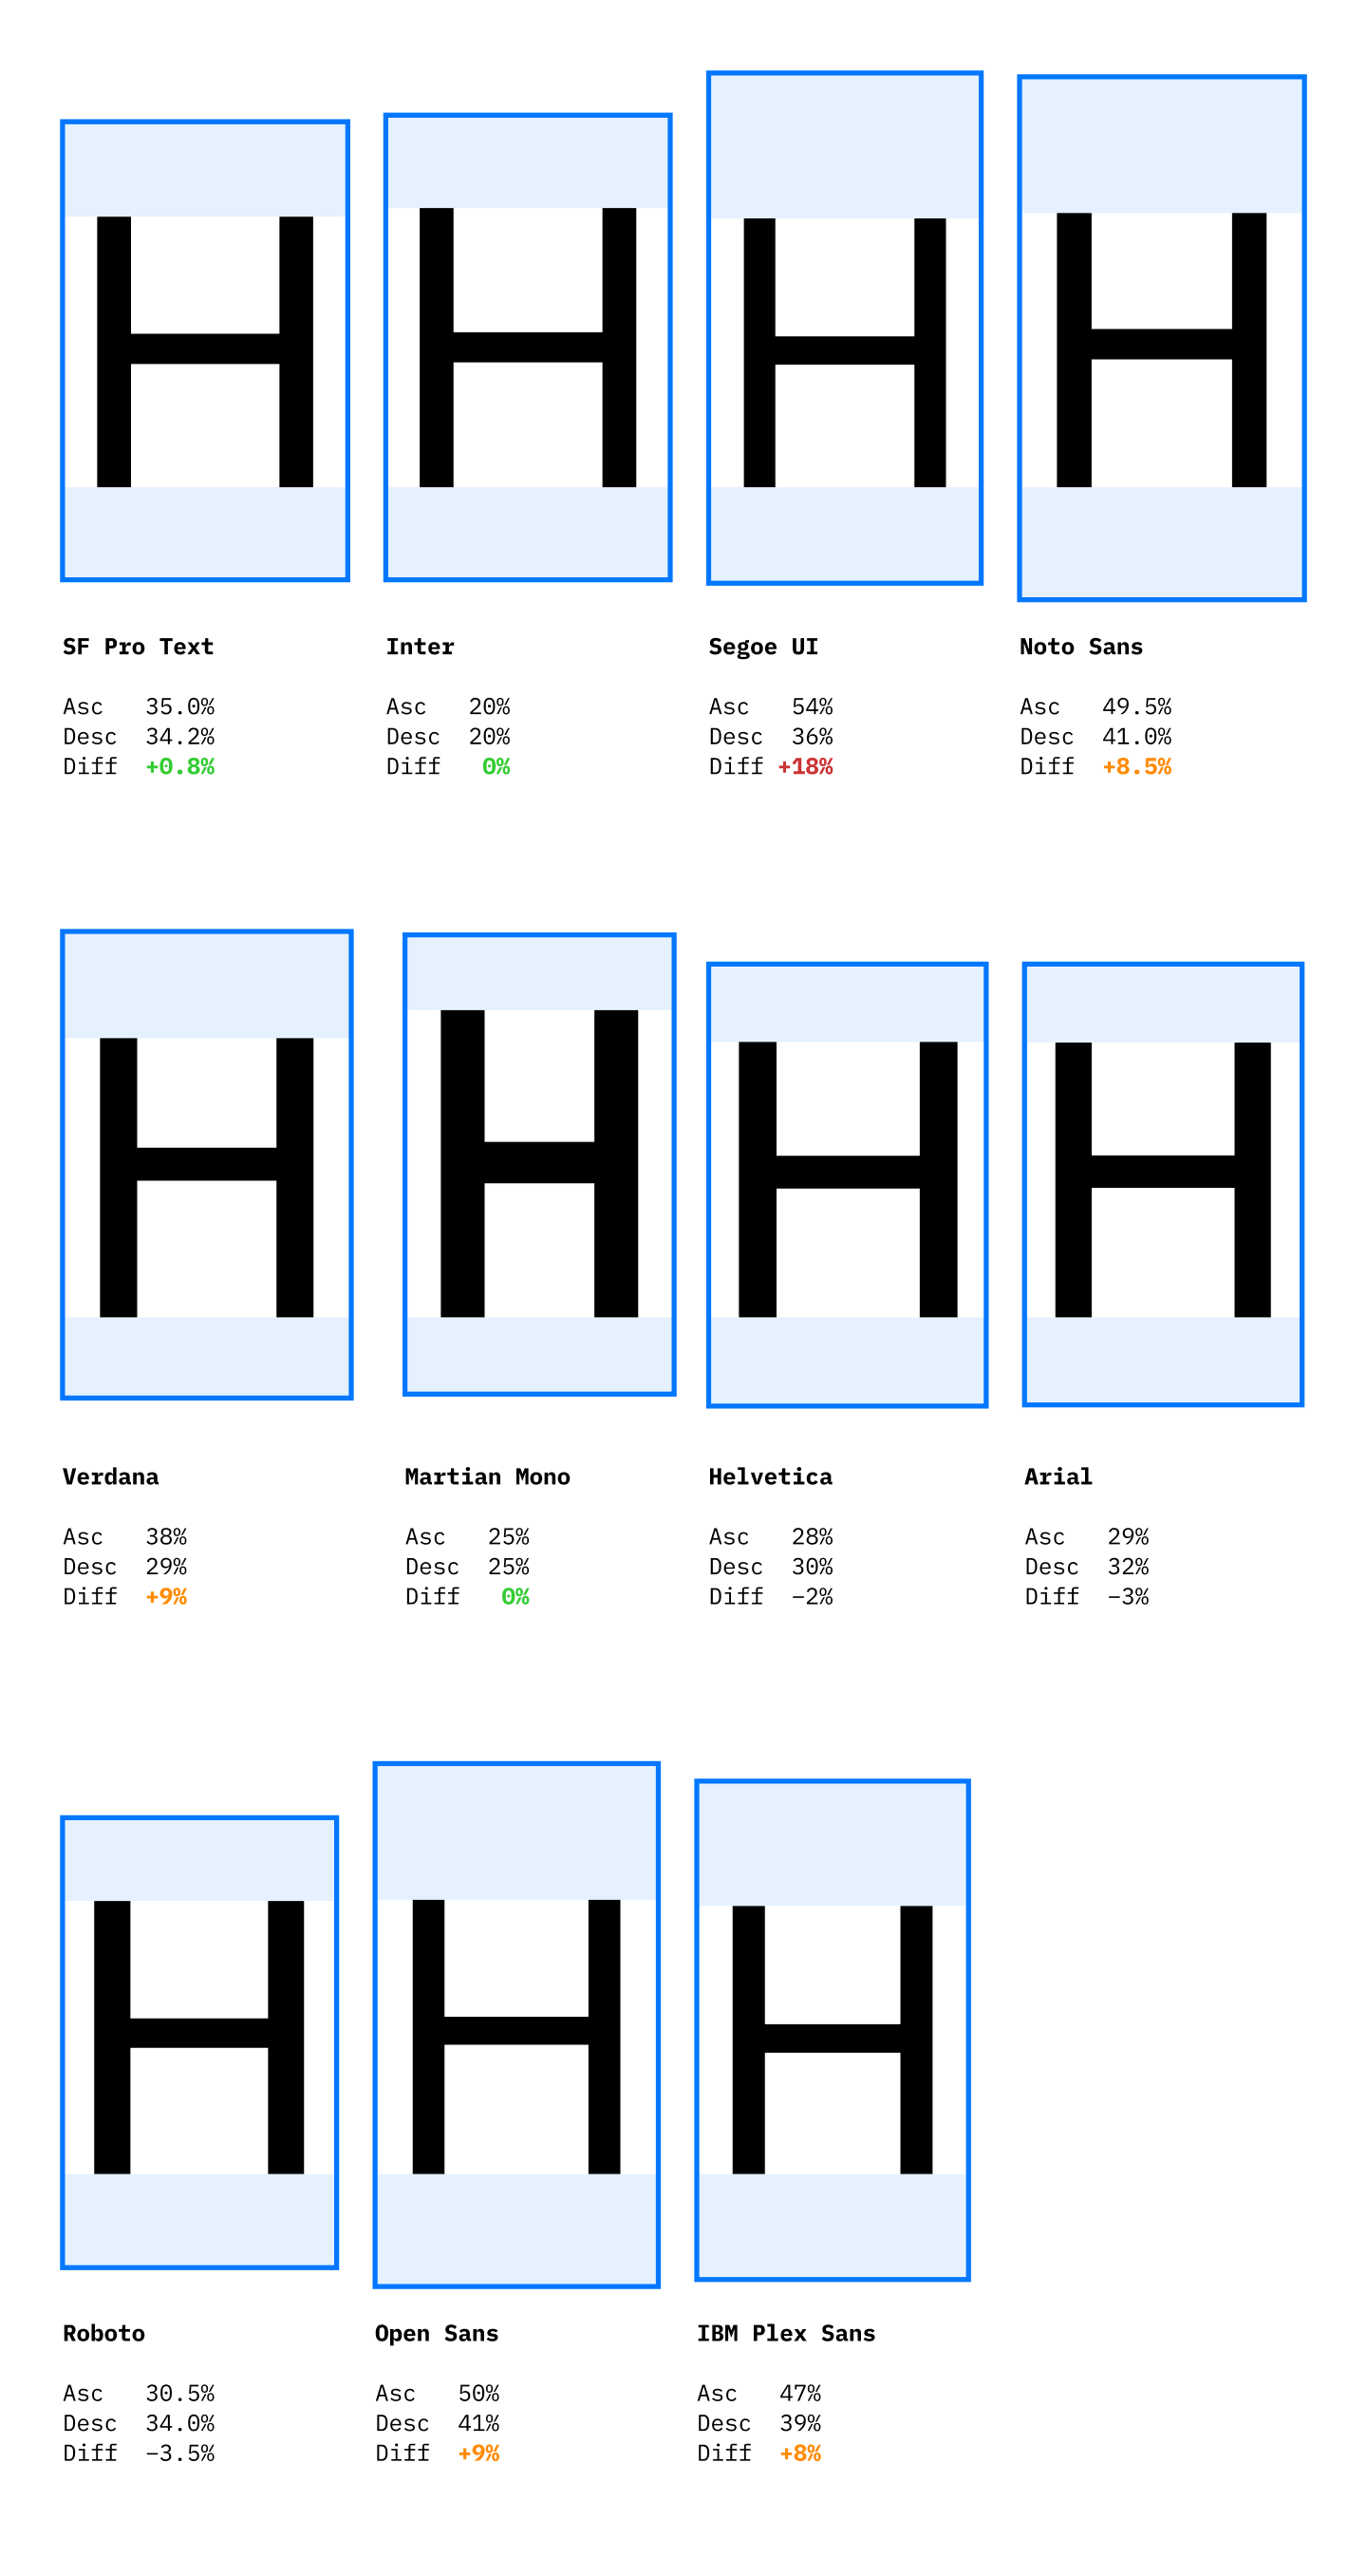 SF Pro Text
Asc 35.0%
Desc 34.2%
Diff +0.8%
Inter
Asc 20%
Desc 20%
Diff 0%
Segoe UI
Asc 54%
Desc 36%
Diff +18%
Noto Sans
Asc 49.5%
Desc 41.0%
Diff +8.5%
Verdana
Asc 38%
Desc 29%
Diff +9%
Martian Mono
Asc 25%
Desc 25%
Diff 0%
Helvetica
Asc 28%
Desc 30%
Diff −2%
Arial
Asc 29%
Desc 32%
Diff −3%
Roboto
Asc 30.5%
Desc 34.0%
Diff −3.5%
Open Sans
Asc 50%
Desc 41%
Diff +9%
IBM Plex Sans
Asc 47%
Desc 39%
Diff +8%
H
H
H
H
H
H
H
H
H
H
H